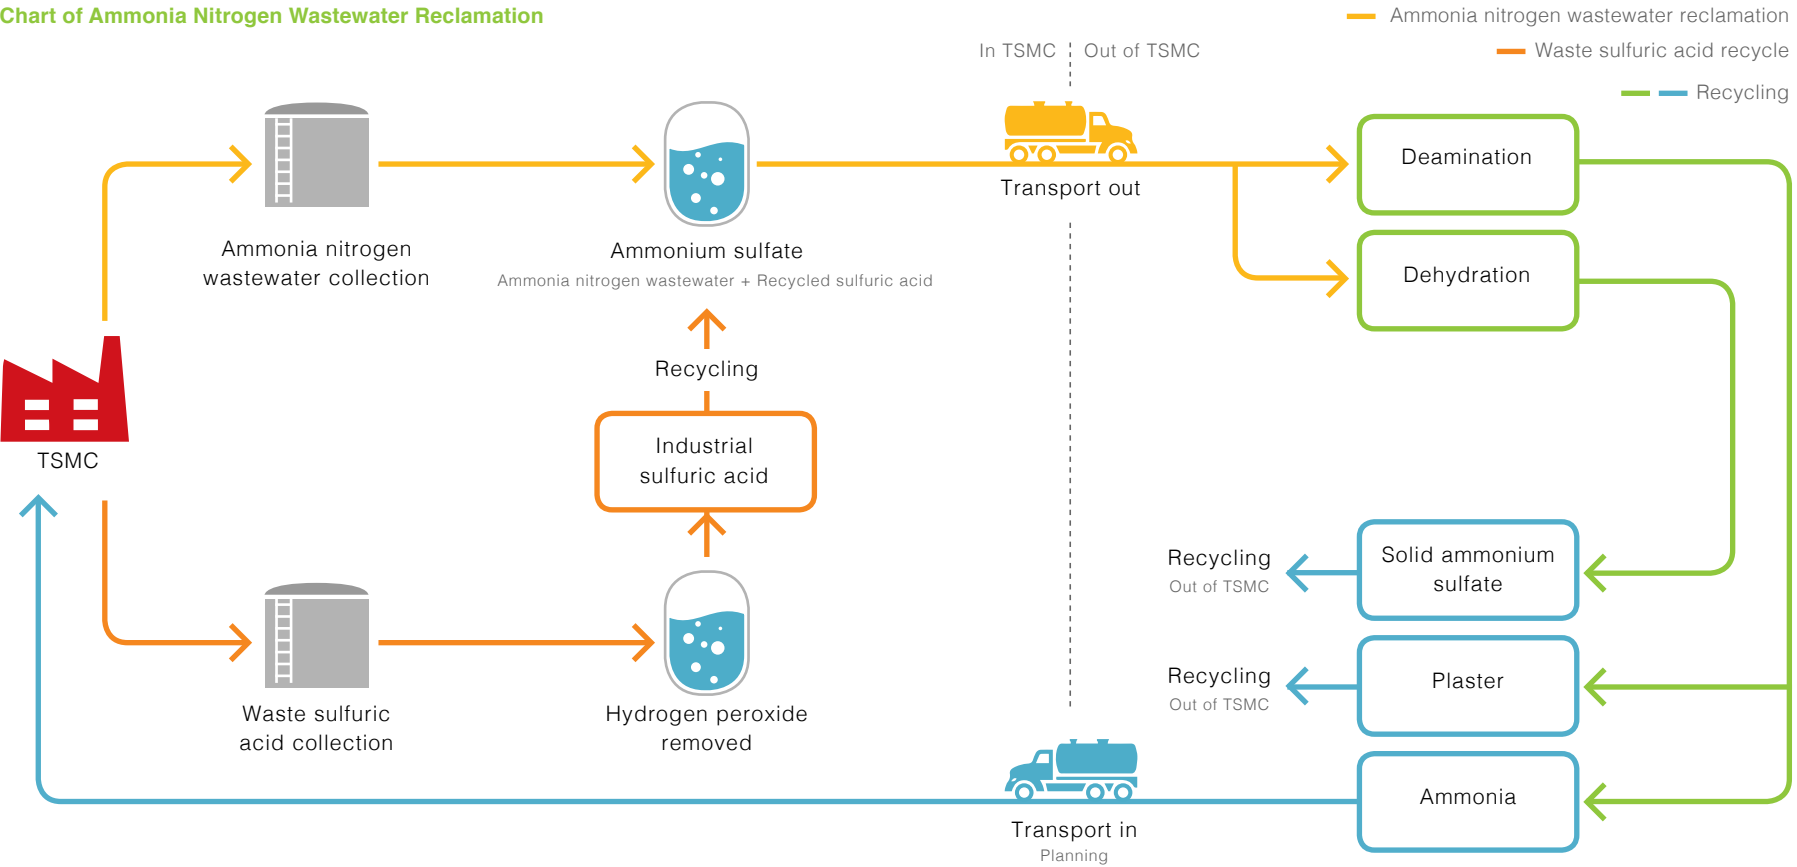 Chart of Ammonia Nitrogen Wastewater Reclamation
Ammonia nitrogen wastewater reclamation
Waste sulfuric acid recycle
Recycling
In TSMC
Out of TSMC
Transport out
Deamination
Dehydration
Ammonia nitrogen
wastewater collection
Ammonium sulfate
Ammonia nitrogen wastewater + Recycled sulfuric acid
Recycling
Industrial
sulfuric acid
TSMC
Waste sulfuric
acid collection
Hydrogen peroxide
removed
Recycling
Out of TSMC
Solid ammonium
sulfate
Recycling
Out of TSMC
Plaster
Ammonia
Transport in
Planning